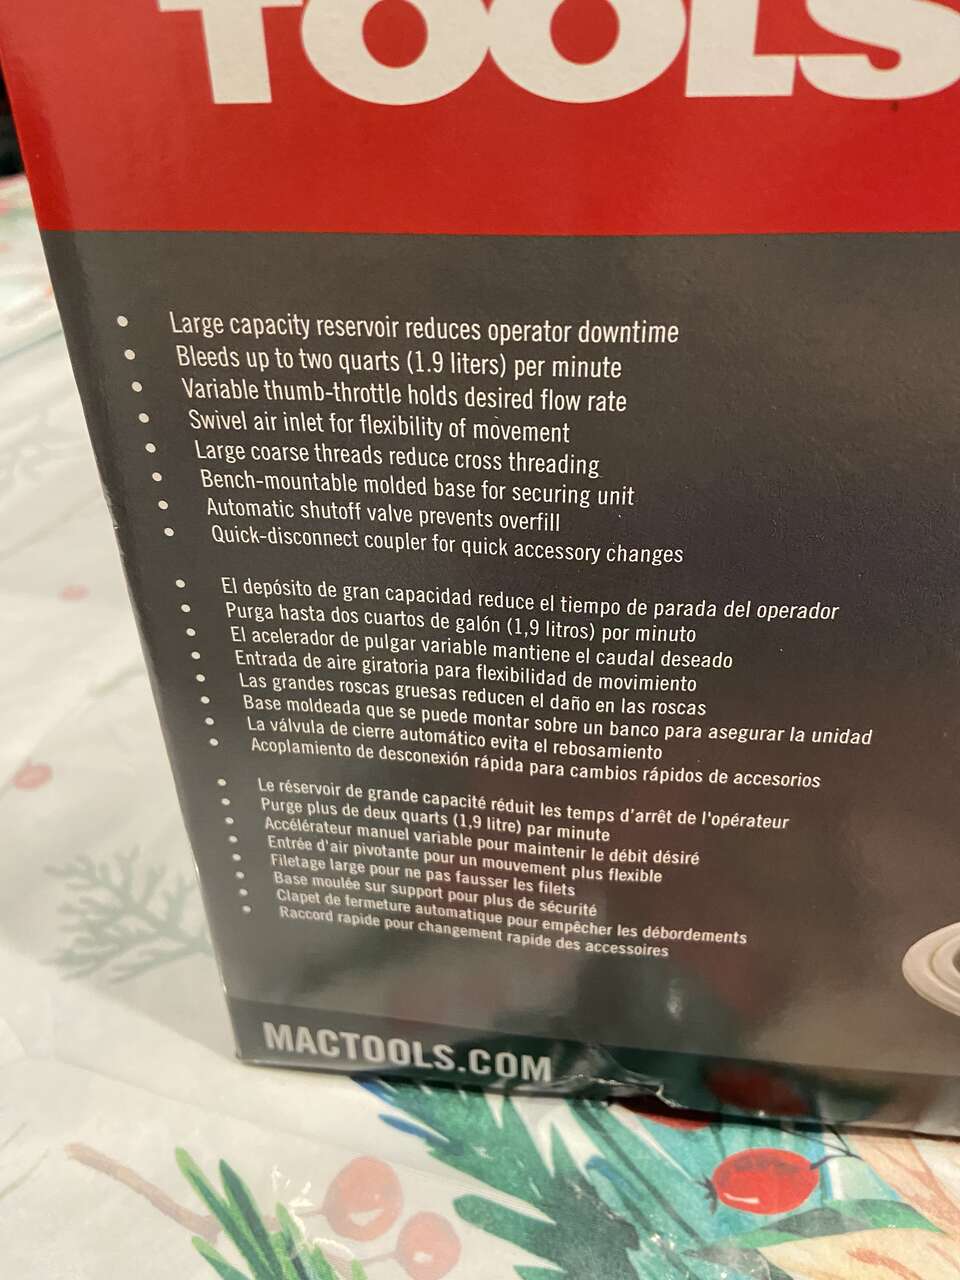 TOOLS
• Large capacity reservoir reduces operator downtime
• Bleeds up to two quarts (1.9 liters) per minute
• Variable thumb-throttle holds desired flow rate
• Swivel air inlet for flexibility of movement
• Large coarse threads reduce cross threading
• Bench-mountable molded base for securing unit
• Automatic shutoff valve prevents overfill
• Quick-disconnect coupler for quick accessory changes
• El depósito de gran capacidad reduce el tiempo de parada del operador
• Purga hasta dos cuartos de galón (1,9 litros) por minuto
• El acelerador de pulgar variable mantiene el caudal deseado
• Entrada de aire giratoria para flexibilidad de movimiento
• Las grandes roscas gruesas reducen el daño en las roscas
• Base moldeada que se puede montar sobre un banco para asegurar la unidad
• La válvula de cierre automático evita el rebosamiento
• Acoplamiento de desconexión rápida para cambios rápidos de accesorios
• Le réservoir de grande capacité réduit les temps d'arrêt de l'opérateur
• Purge plus de deux quarts (1,9 litre) par minute
• Accélérateur manuel variable pour maintenir le débit désiré
• Entrée d'air pivotante pour un mouvement plus flexible
• Filetage large pour ne pas fausser les filets
• Base moulée sur support pour plus de sécurité
• Clapet de fermeture automatique pour empêcher les débordements
• Raccord rapide pour changement rapide des accessoires
MACTOOLS.COM